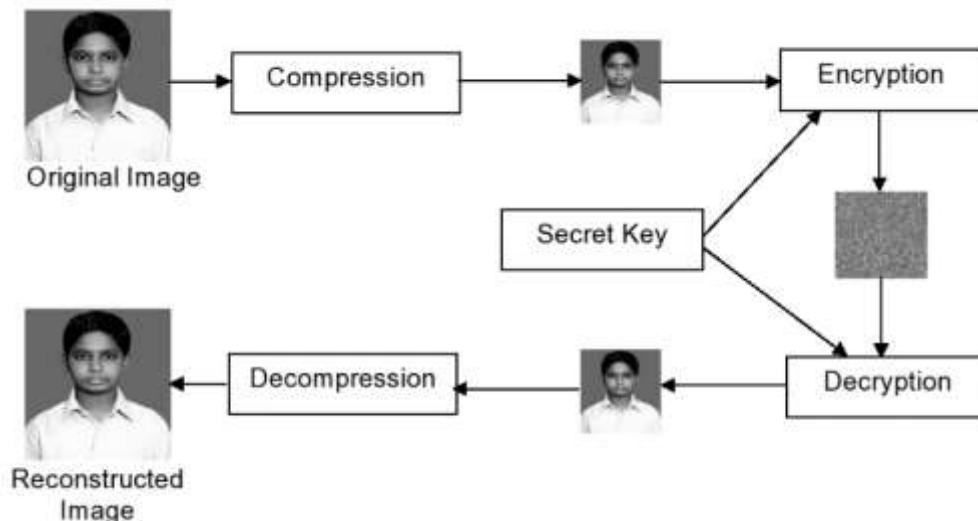 Compression
Encryption
Original Image
Secret Key
Decompression
Decryption
Reconstructed
Image